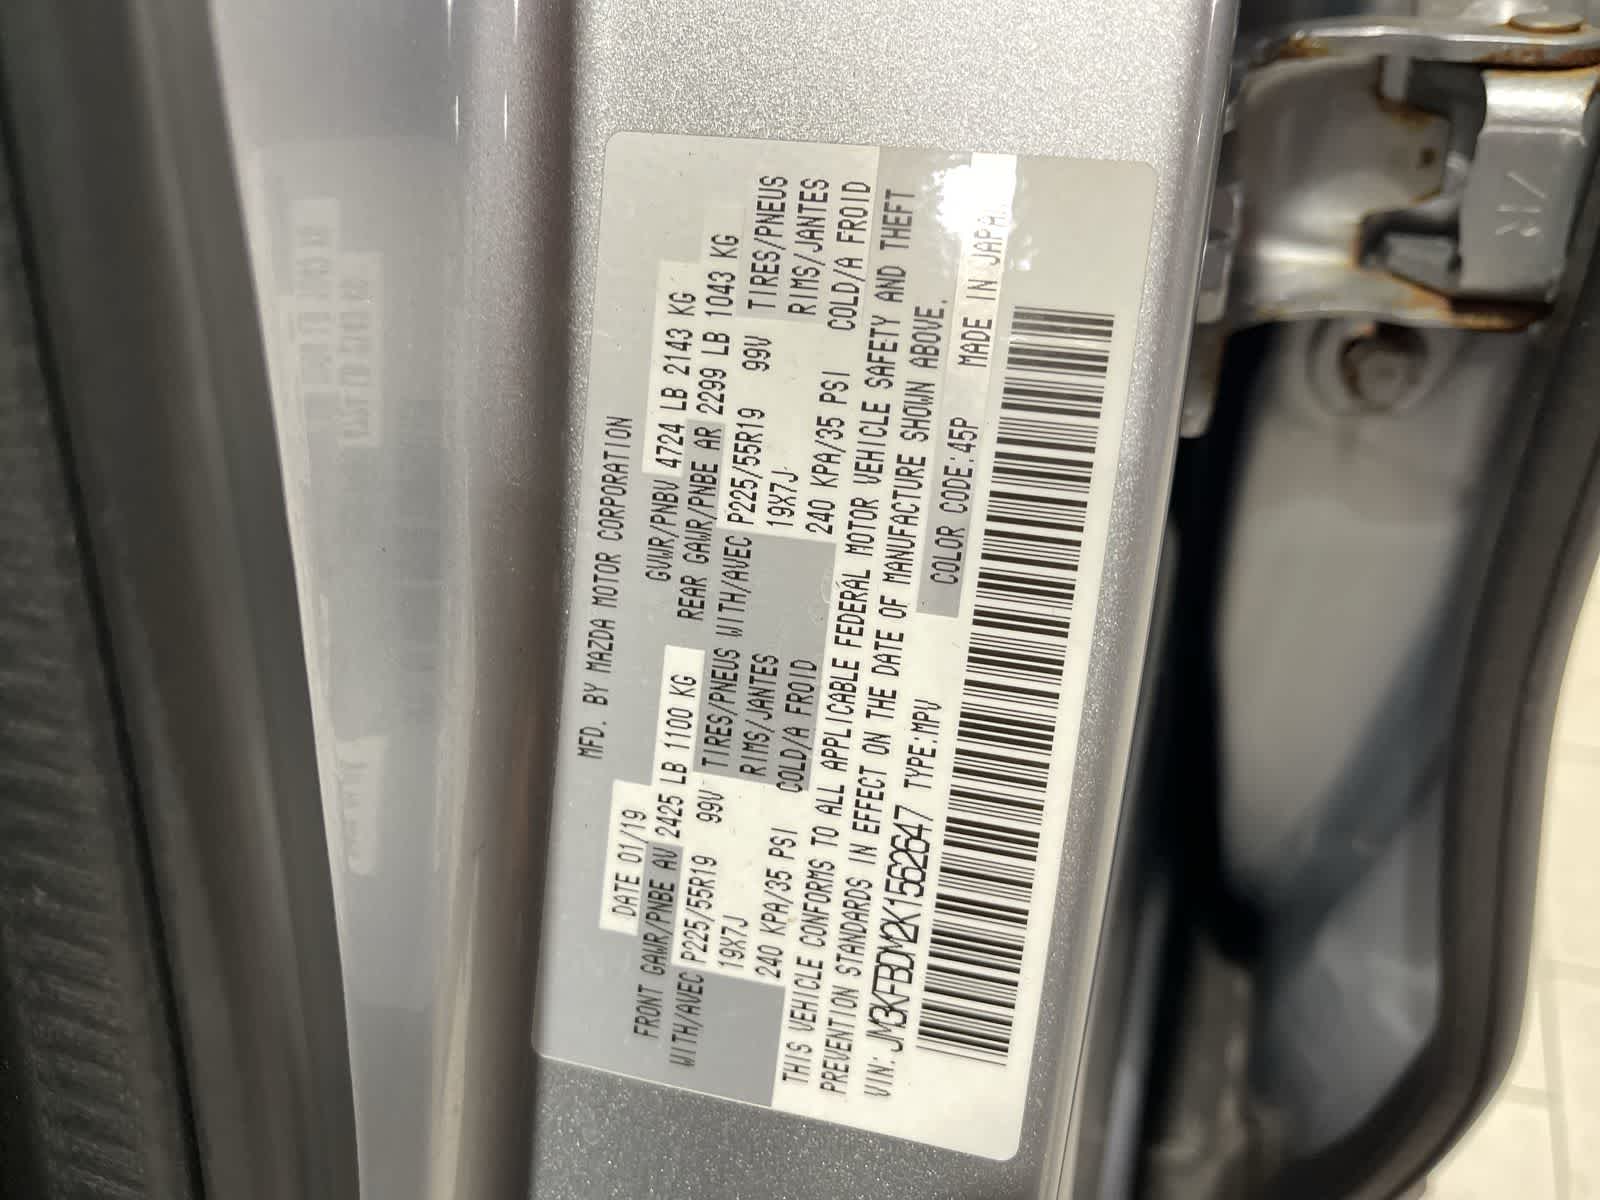 MFD. BY MAZDA MOTOR CORPORATION
DATE 01/19 GVWR/PNBV 4724 LB 2143 KG
FRONT GAWR/PNBE AV 2425 LB 1100 KG REAR GAWR/PNBE AR 2299 LB 1043 KG
WITH/AVEC P225/55R19 99V TIRES/PNEUS WITH/AVEC P225/55R19 99V TIRES/PNEUS
19X7J RIMS/JANTES 19X7J RIMS/JANTES
240 KPA/35 PSI COLD/A FROID 240 KPA/35 PSI COLD/A FROID
THIS VEHICLE CONFORMS TO ALL APPLICABLE FEDERAL MOTOR VEHICLE SAFETY AND THEFT
PREVENTION STANDARDS IN EFFECT ON THE DATE OF MANUFACTURE SHOWN ABOVE.
VIN: JM3KFBDM2K1562647 TYPE:MPV COLOR CODE:45P MADE IN JAPAN